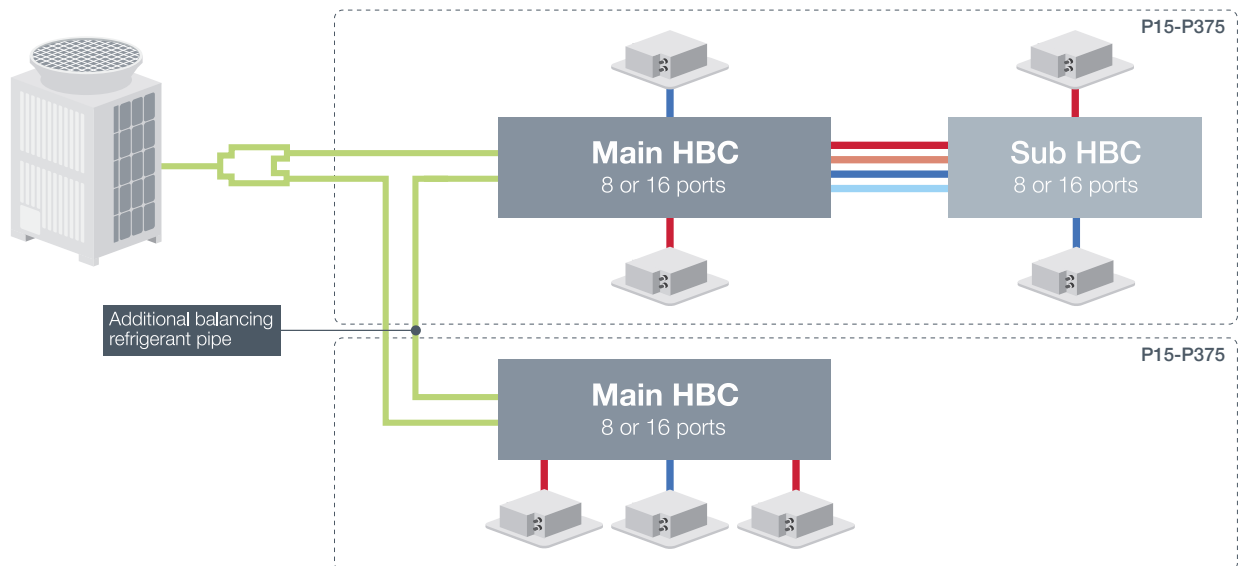 P15-P375
Main HBC
8 or 16 ports
Sub HBC
8 or 16 ports
Additional balancing
refrigerant pipe
P15-P375
Main HBC
8 or 16 ports